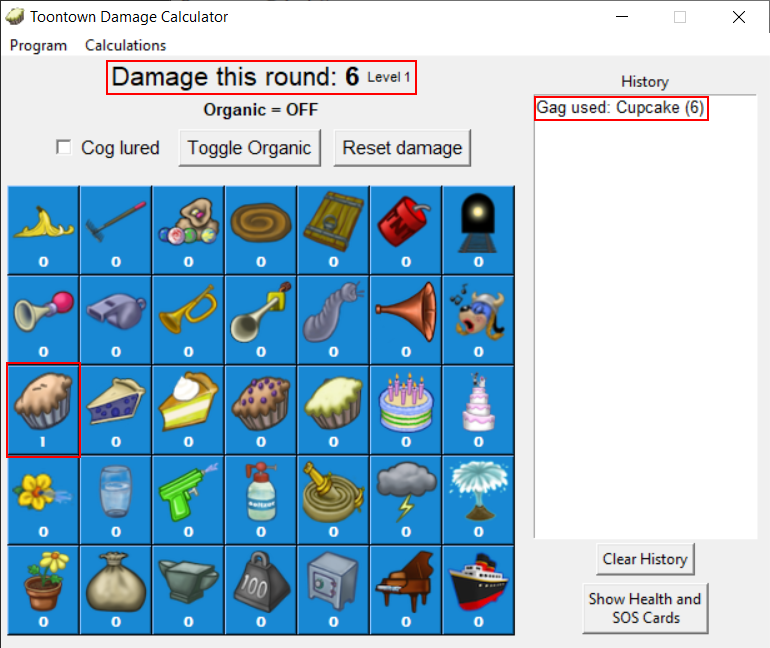 Toontown Damage Calculator
Program Calculations
Damage this round: 6 Level 1
Organic = OFF
Cog lured Toggle Organic Reset damage
0 0 0 0 0 0 0
0 0 0 0 0 0 0
1 0 0 0 0 0 0
0 0 0 0 0 0 0
100
0 0 0 0 0 0 0
History
Gag used: Cupcake (6)
Clear History
Show Health and
SOS Cards